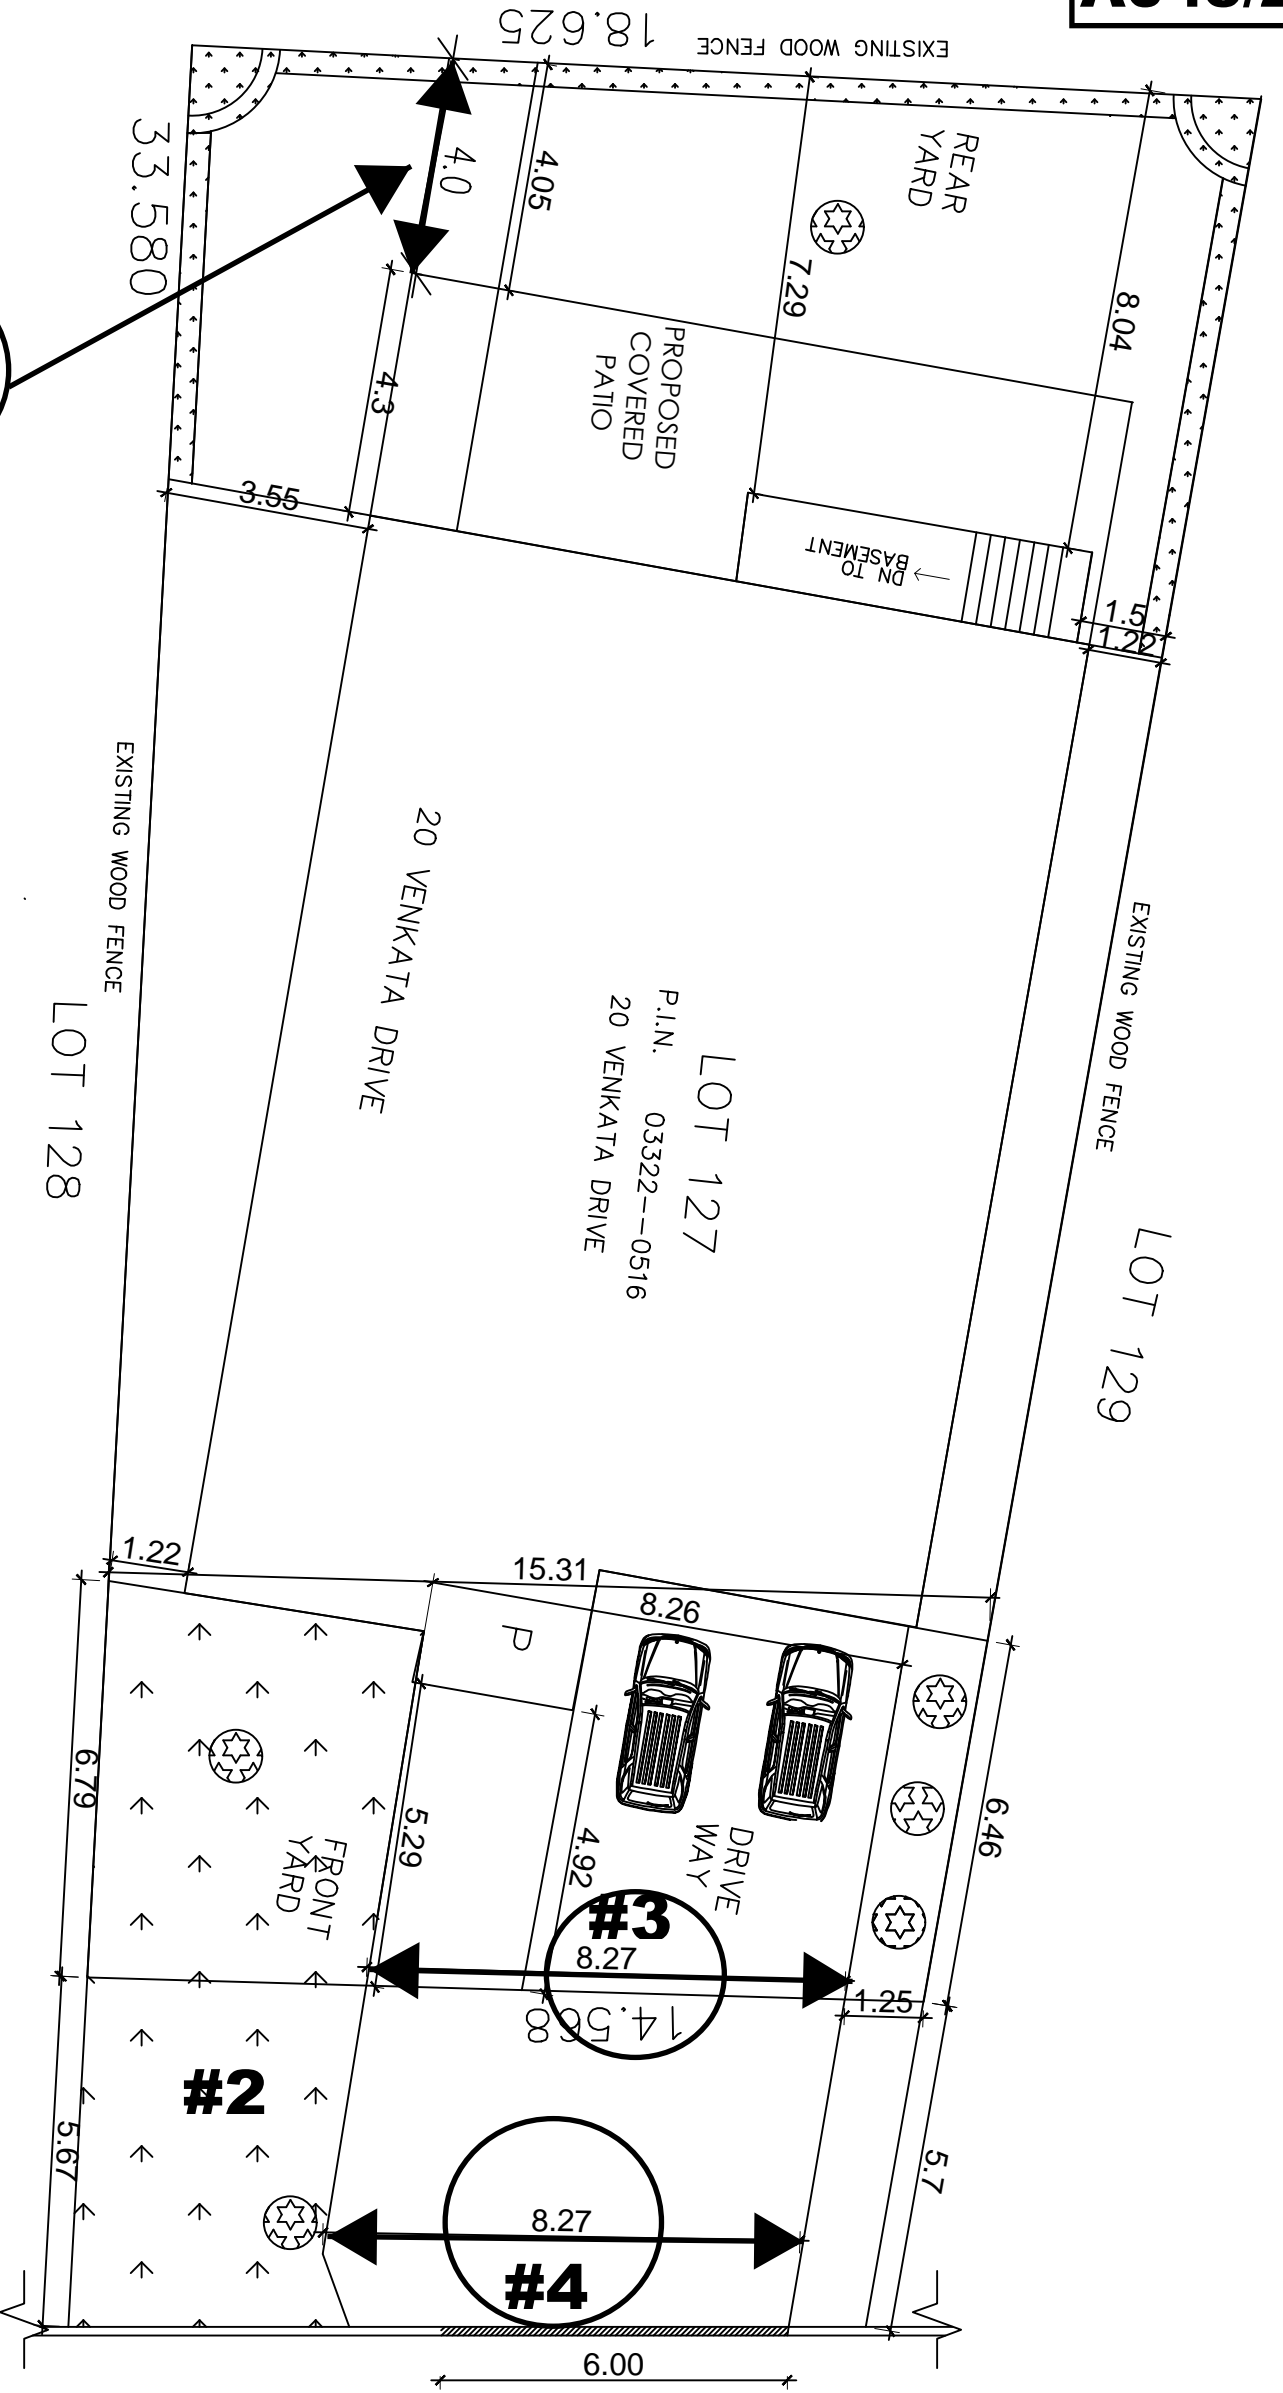 18.625
EXISTING WOOD FENCE
33.580
4.0
4.05
REAR
YARD
7.29
8.04
4.3
PROPOSED
COVERED
PATIO
3.55
DN TO
BASEMENT
1.5
1.22
EXISTING WOOD FENCE
20 VENKATA DRIVE
LOT 128
LOT 127
P.I.N. 03322--0516
20 VENKATA DRIVE
EXISTING WOOD FENCE
LOT 129
1.22
15.31
8.26
P
6.79
5.29
4.92
DRIVE
WAY
6.46
FRONT
YARD
#3
8.27
14.568
1.25
#2
5.67
5.7
8.27
#4
6.00